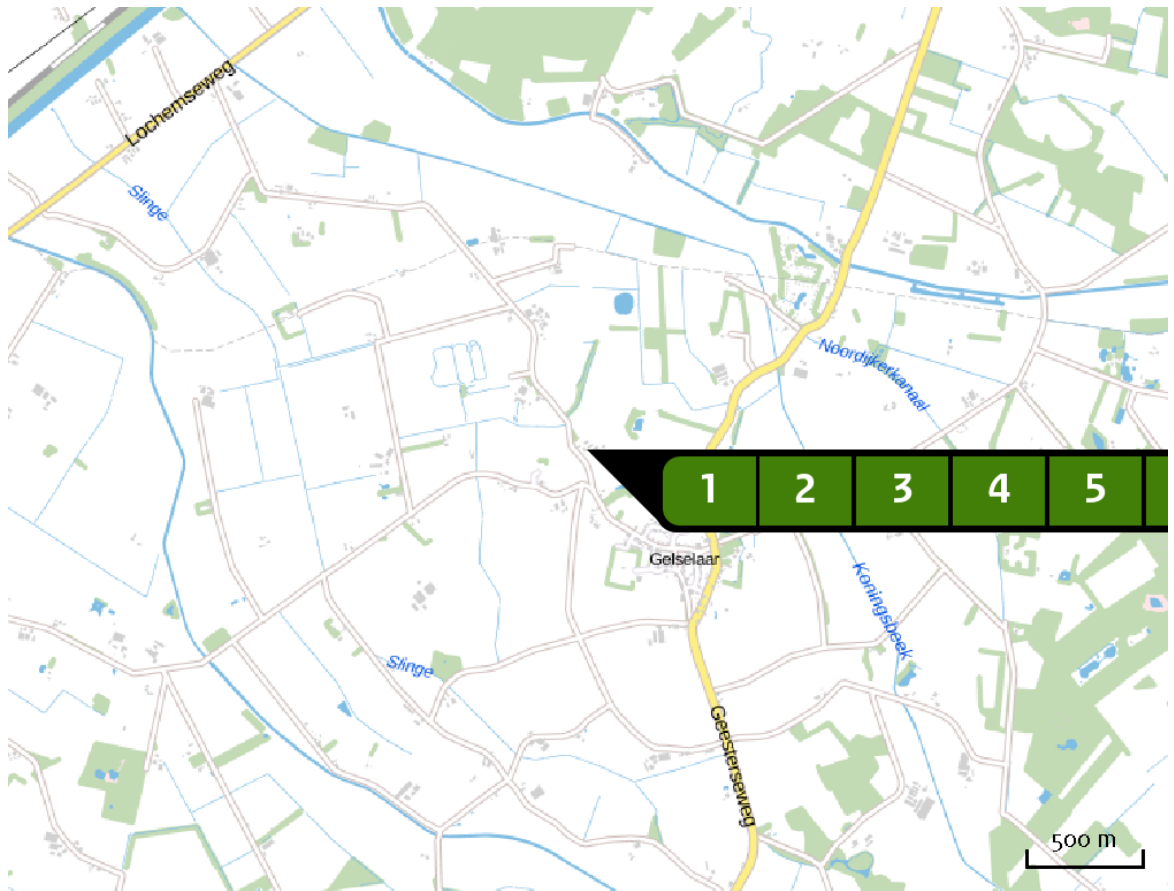 Lochemseweg
Slinge
Noordijkerkanaal
1 2 3 4 5
Gelselaar
Koningsbeek
Slinge
Geesterseweg
500 m